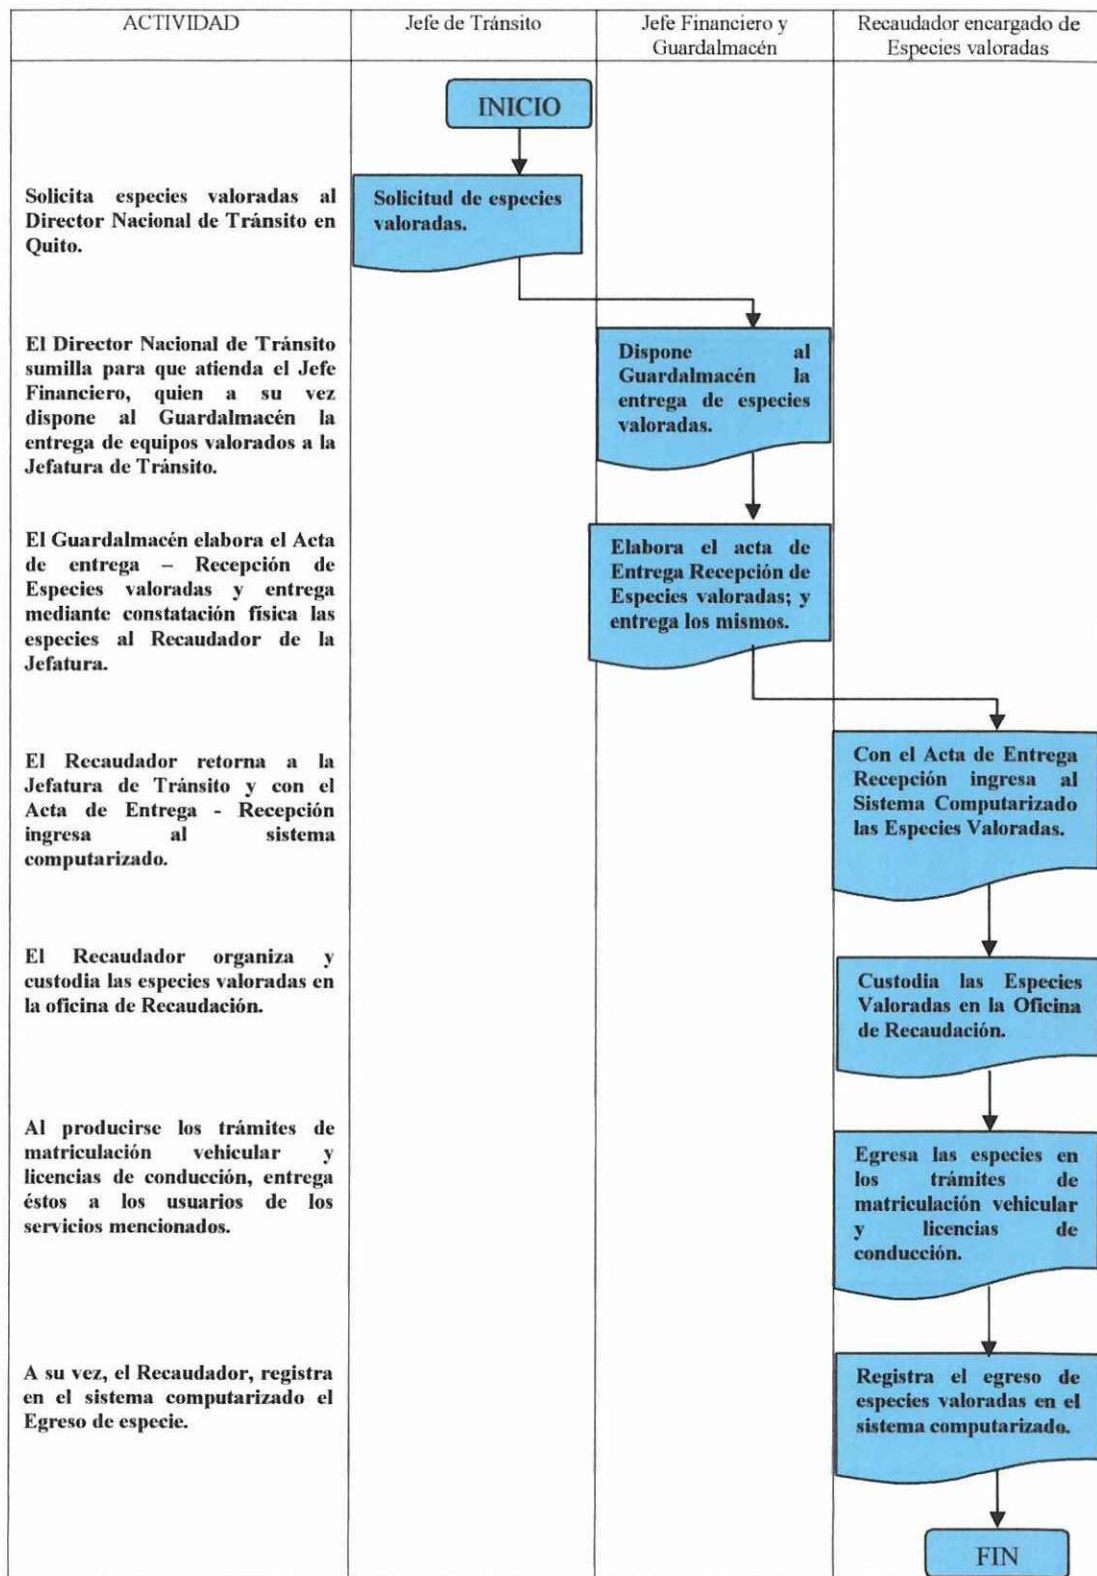 ACTIVIDAD
Jefe de Tránsito
Jefe Financiero y
Guardalmacén
Recaudador encargado de
Especies valoradas
INICIO
Solicita especies valoradas al
Director Nacional de Tránsito en
Quito.
Solicitud de especies
valoradas.
El Director Nacional de Tránsito
sumilla para que atienda el Jefe
Financiero, quien a su vez
dispone al Guardalmacén la
entrega de equipos valorados a la
Jefatura de Tránsito.
Dispone al
Guardalmacén la
entrega de especies
valoradas.
El Guardalmacén elabora el Acta
de entrega – Recepción de
Especies valoradas y entrega
mediante constatación física las
especies al Recaudador de la
Jefatura.
Elabora el acta de
Entrega Recepción de
Especies valoradas; y
entrega los mismos.
El Recaudador retorna a la
Jefatura de Tránsito y con el
Acta de Entrega - Recepción
ingresa al sistema
computarizado.
Con el Acta de Entrega
Recepción ingresa al
Sistema Computarizado
las Especies Valoradas.
El Recaudador organiza y
custodia las especies valoradas en
la oficina de Recaudación.
Custodia las Especies
Valoradas en la Oficina
de Recaudación.
Al producirse los trámites de
matriculación vehicular y
licencias de conducción, entrega
éstos a los usuarios de los
servicios mencionados.
Egresa las especies en
los trámites de
matriculación vehicular
y licencias de
conducción.
A su vez, el Recaudador, registra
en el sistema computarizado el
Egreso de especie.
Registra el egreso de
especies valoradas en el
sistema computarizado.
FIN